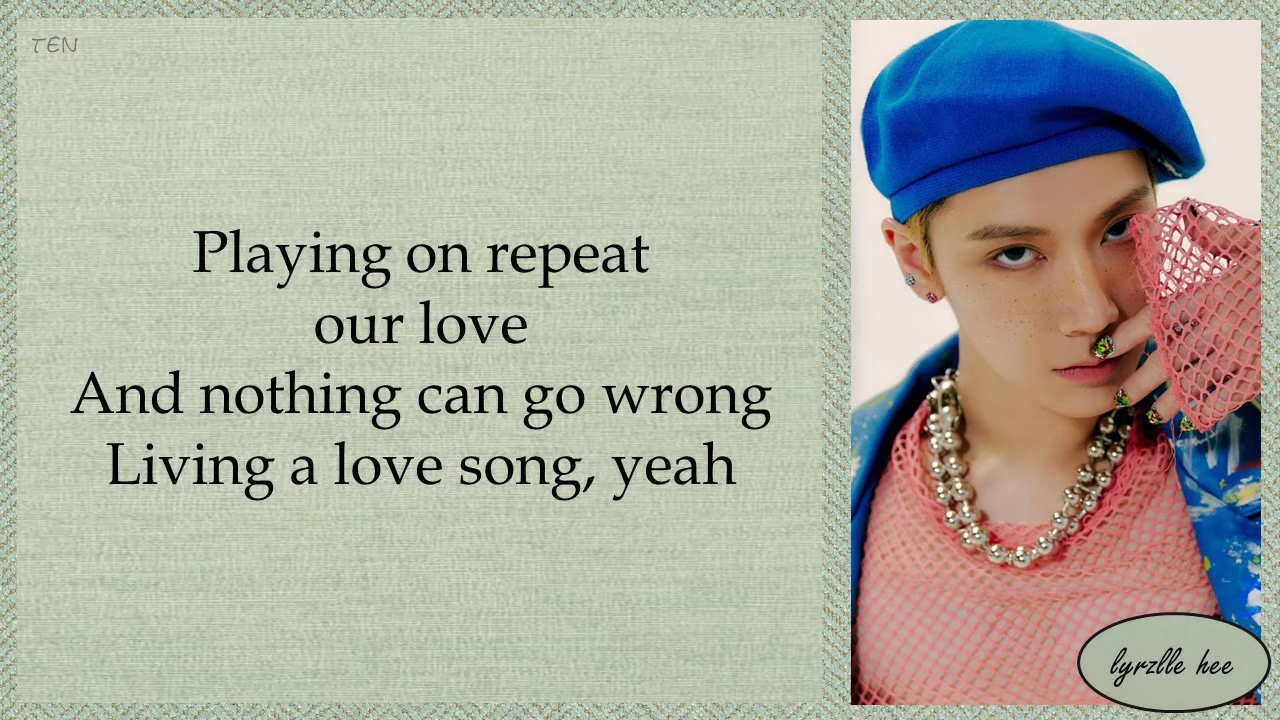 TEN
Playing on repeat
our love
And nothing can go wrong
Living a love song, yeah
lyrzlle hee